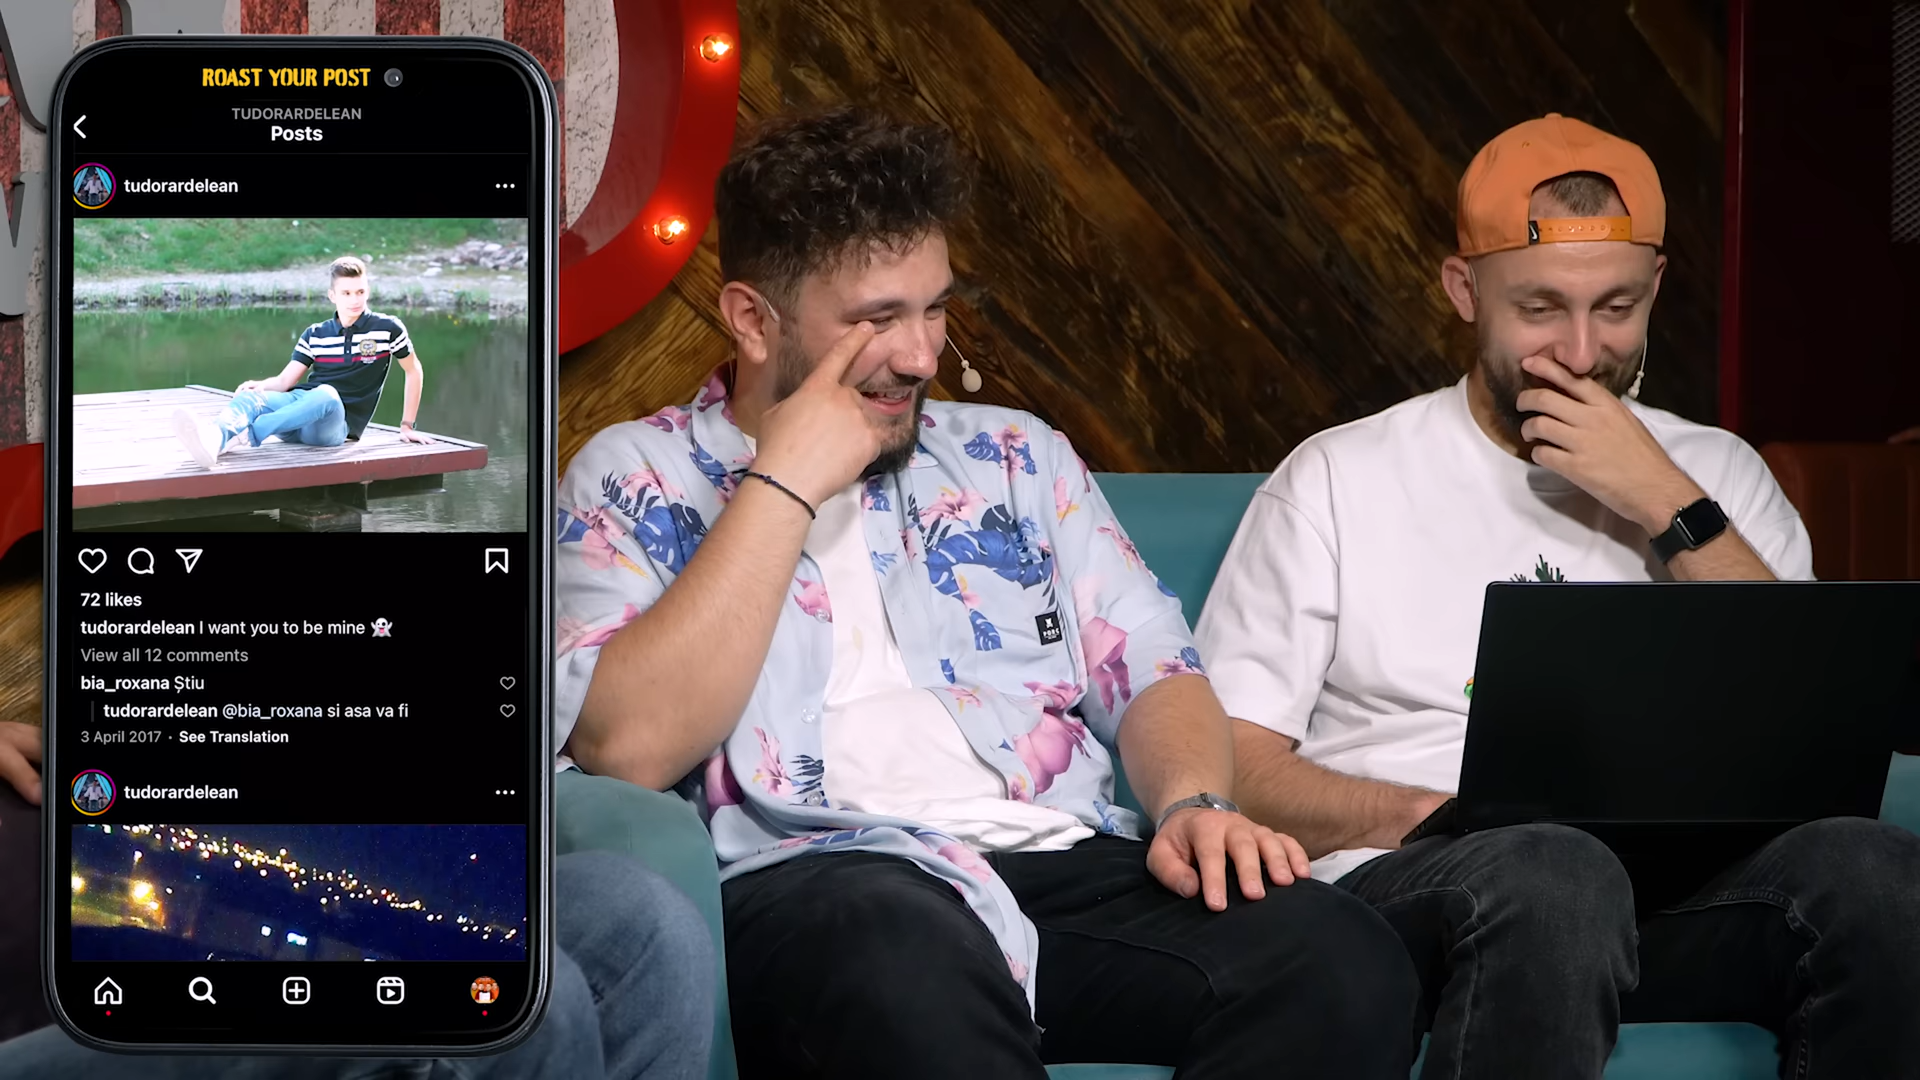 ROAST YOUR POST
TUDORARDELEAN
Posts
tudorardelean
72 likes
tudorardelean I want you to be mine 👻
View all 12 comments
bia_roxana Știu
tudorardelean @bia_roxana si asa va fi
3 April 2017 · See Translation
tudorardelean